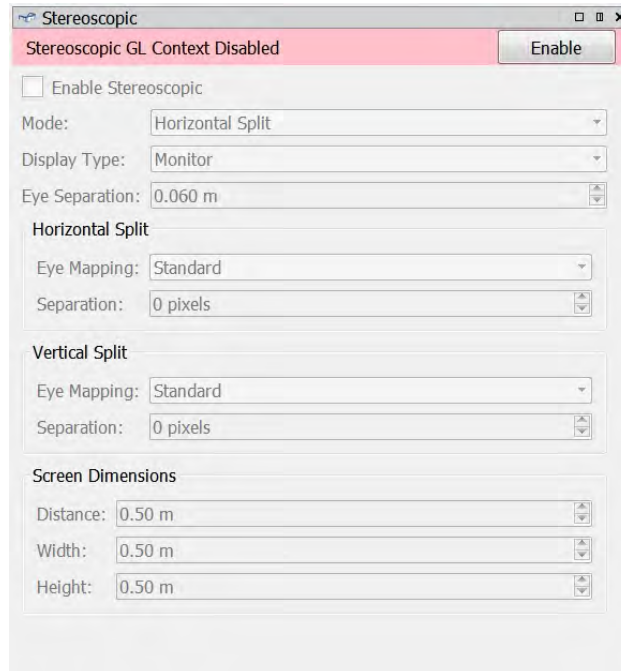 Stereoscopic
Stereoscopic GL Context Disabled Enable
Enable Stereoscopic
Mode: Horizontal Split
Display Type: Monitor
Eye Separation: 0.060 m
Horizontal Split
Eye Mapping: Standard
Separation: 0 pixels
Vertical Split
Eye Mapping: Standard
Separation: 0 pixels
Screen Dimensions
Distance: 0.50 m
Width: 0.50 m
Height: 0.50 m